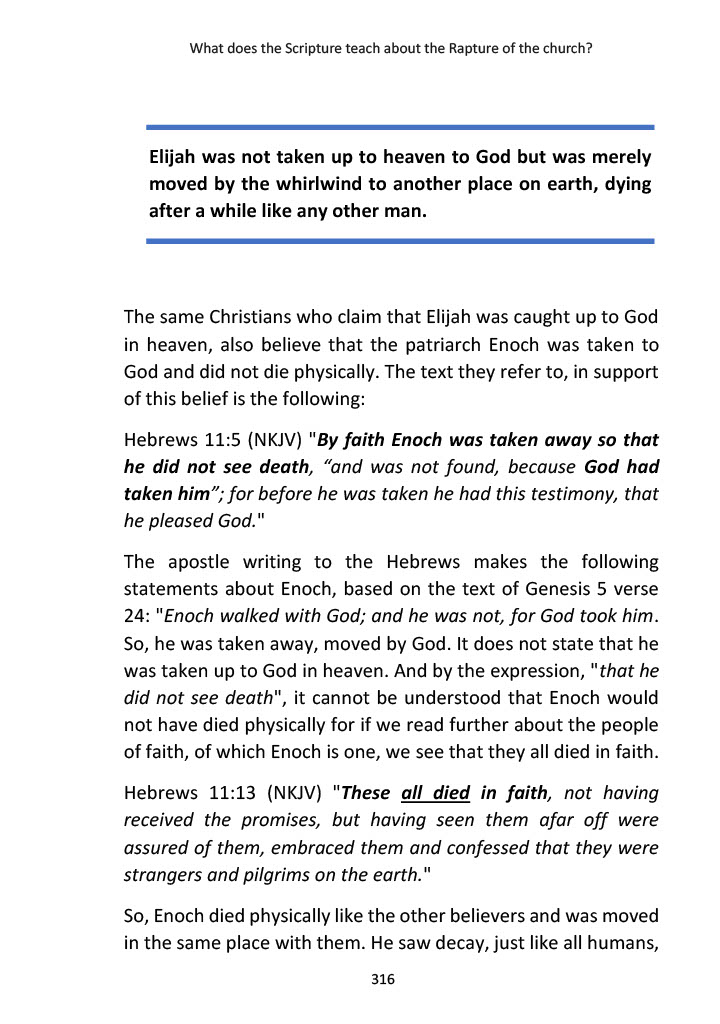 What does the Scripture teach about the Rapture of the church?
Elijah was not taken up to heaven to God but was merely
moved by the whirlwind to another place on earth, dying
after a while like any other man.
The same Christians who claim that Elijah was caught up to God
in heaven, also believe that the patriarch Enoch was taken to
God and did not die physically. The text they refer to, in support
of this belief is the following:
Hebrews 11:5 (NKJV) "By faith Enoch was taken away so that
he did not see death, “and was not found, because God had
taken him”; for before he was taken he had this testimony, that
he pleased God."
The apostle writing to the Hebrews makes the following
statements about Enoch, based on the text of Genesis 5 verse
24: "Enoch walked with God; and he was not, for God took him.
So, he was taken away, moved by God. It does not state that he
was taken up to God in heaven. And by the expression, "that he
did not see death", it cannot be understood that Enoch would
not have died physically for if we read further about the people
of faith, of which Enoch is one, we see that they all died in faith.
Hebrews 11:13 (NKJV) "These all died in faith, not having
received the promises, but having seen them afar off were
assured of them, embraced them and confessed that they were
strangers and pilgrims on the earth."
So, Enoch died physically like the other believers and was moved
in the same place with them. He saw decay, just like all humans,
316